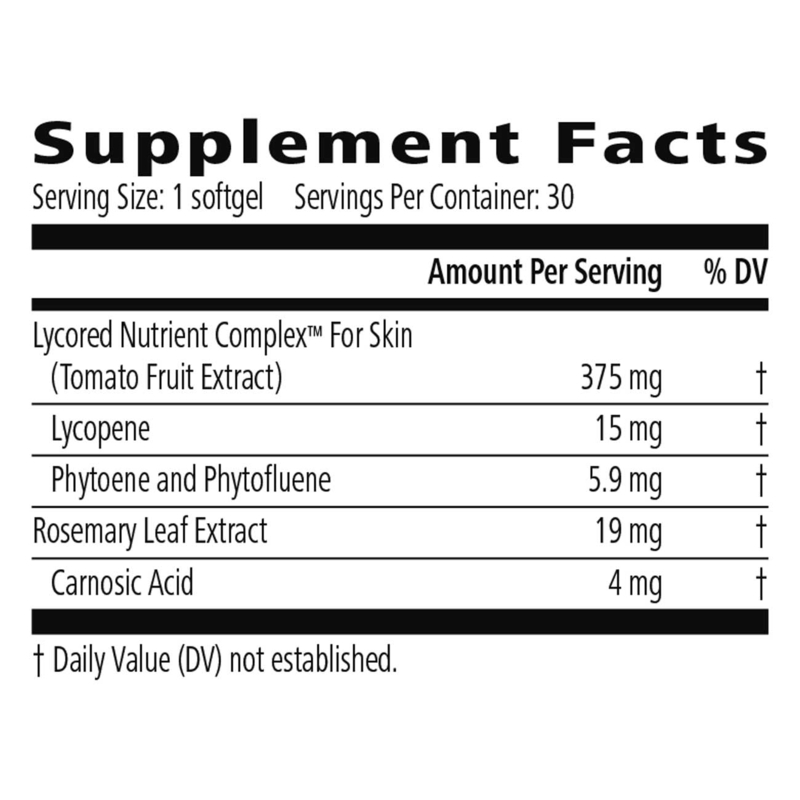 Supplement Facts
Serving Size: 1 softgel Servings Per Container: 30
Amount Per Serving % DV
Lycored Nutrient Complex™ For Skin
(Tomato Fruit Extract) 375 mg †
Lycopene 15 mg †
Phytoene and Phytofluene 5.9 mg †
Rosemary Leaf Extract 19 mg †
Carnosic Acid 4 mg †
† Daily Value (DV) not established.